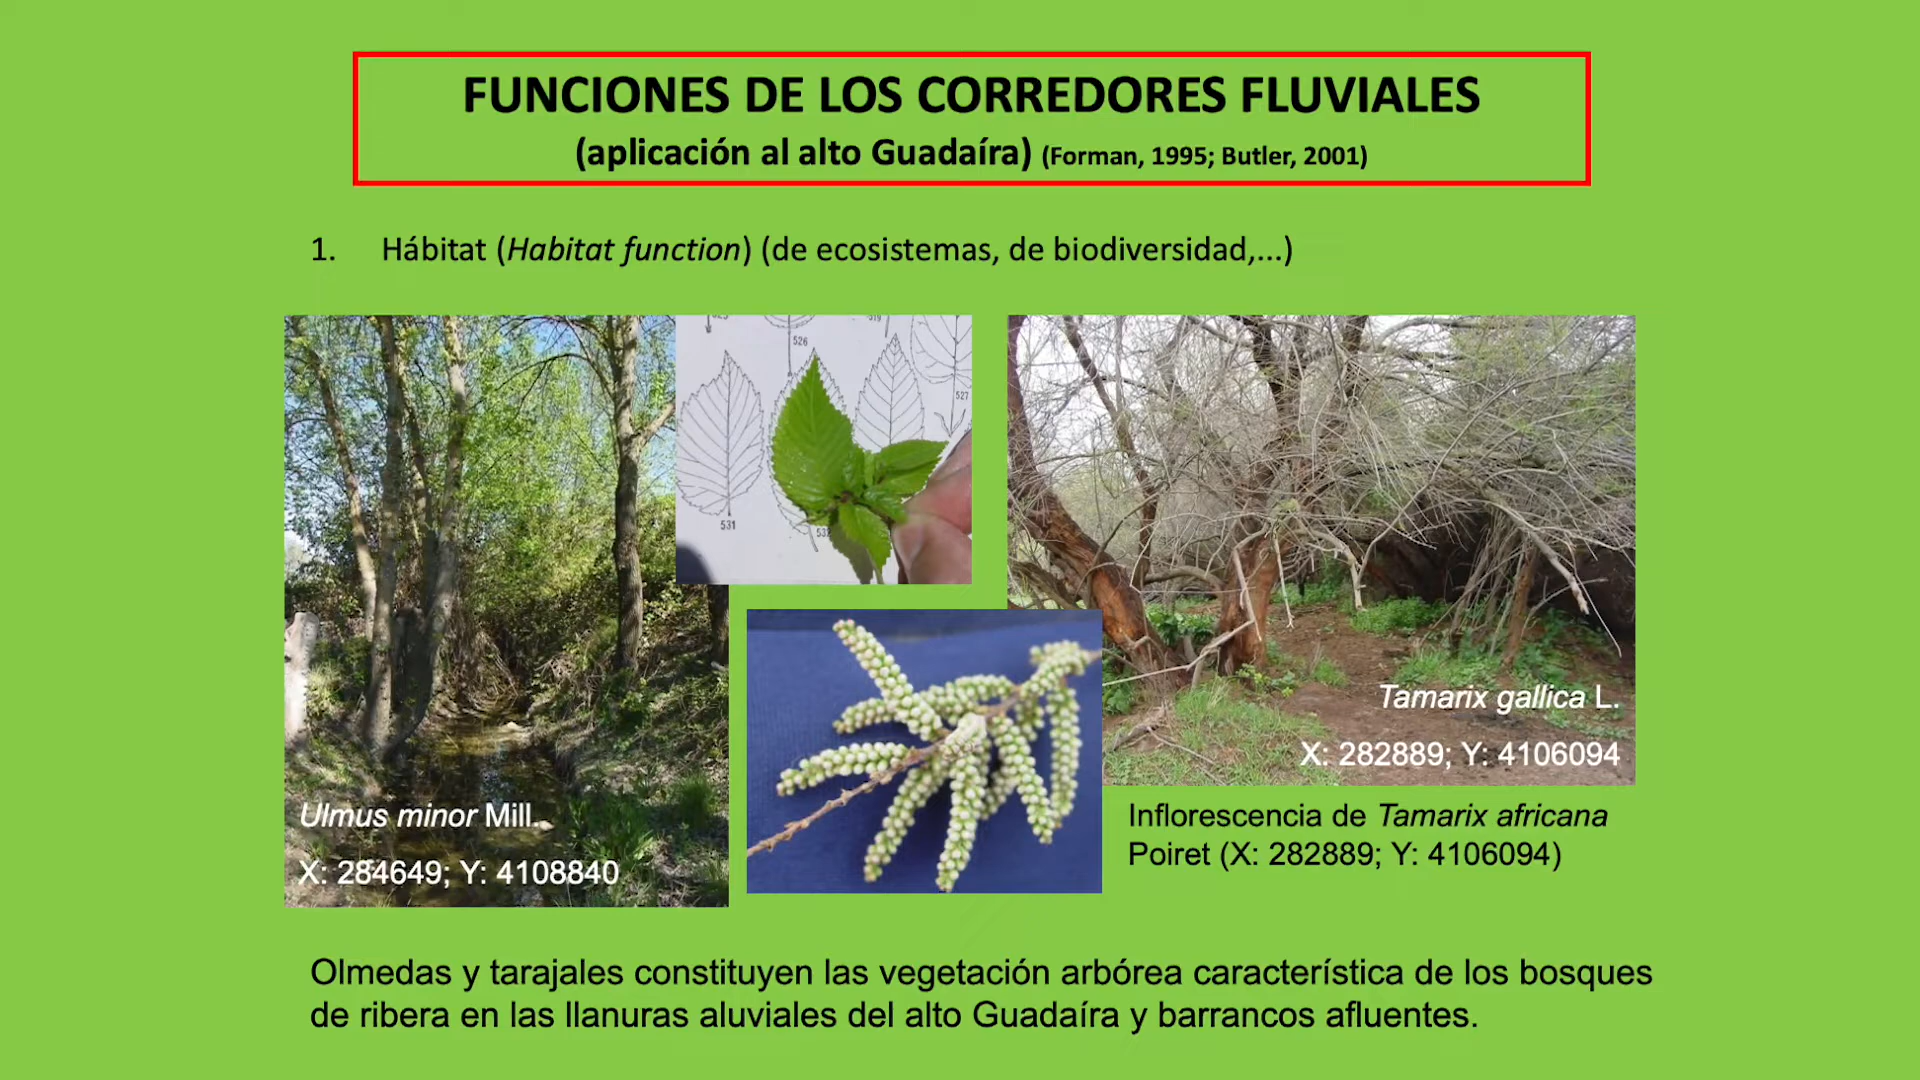 FUNCIONES DE LOS CORREDORES FLUVIALES
(aplicación al alto Guadaíra) (Forman, 1995; Butler, 2001)
1. Hábitat (Habitat function) (de ecosistemas, de biodiversidad,...)
526
527
531
Ulmus minor Mill.
X: 284649; Y: 4108840
Tamarix gallica L.
X: 282889; Y: 4106094
Inflorescencia de Tamarix africana
Poiret (X: 282889; Y: 4106094)
Olmedas y tarajales constituyen las vegetación arbórea característica de los bosques
de ribera en las llanuras aluviales del alto Guadaíra y barrancos afluentes.